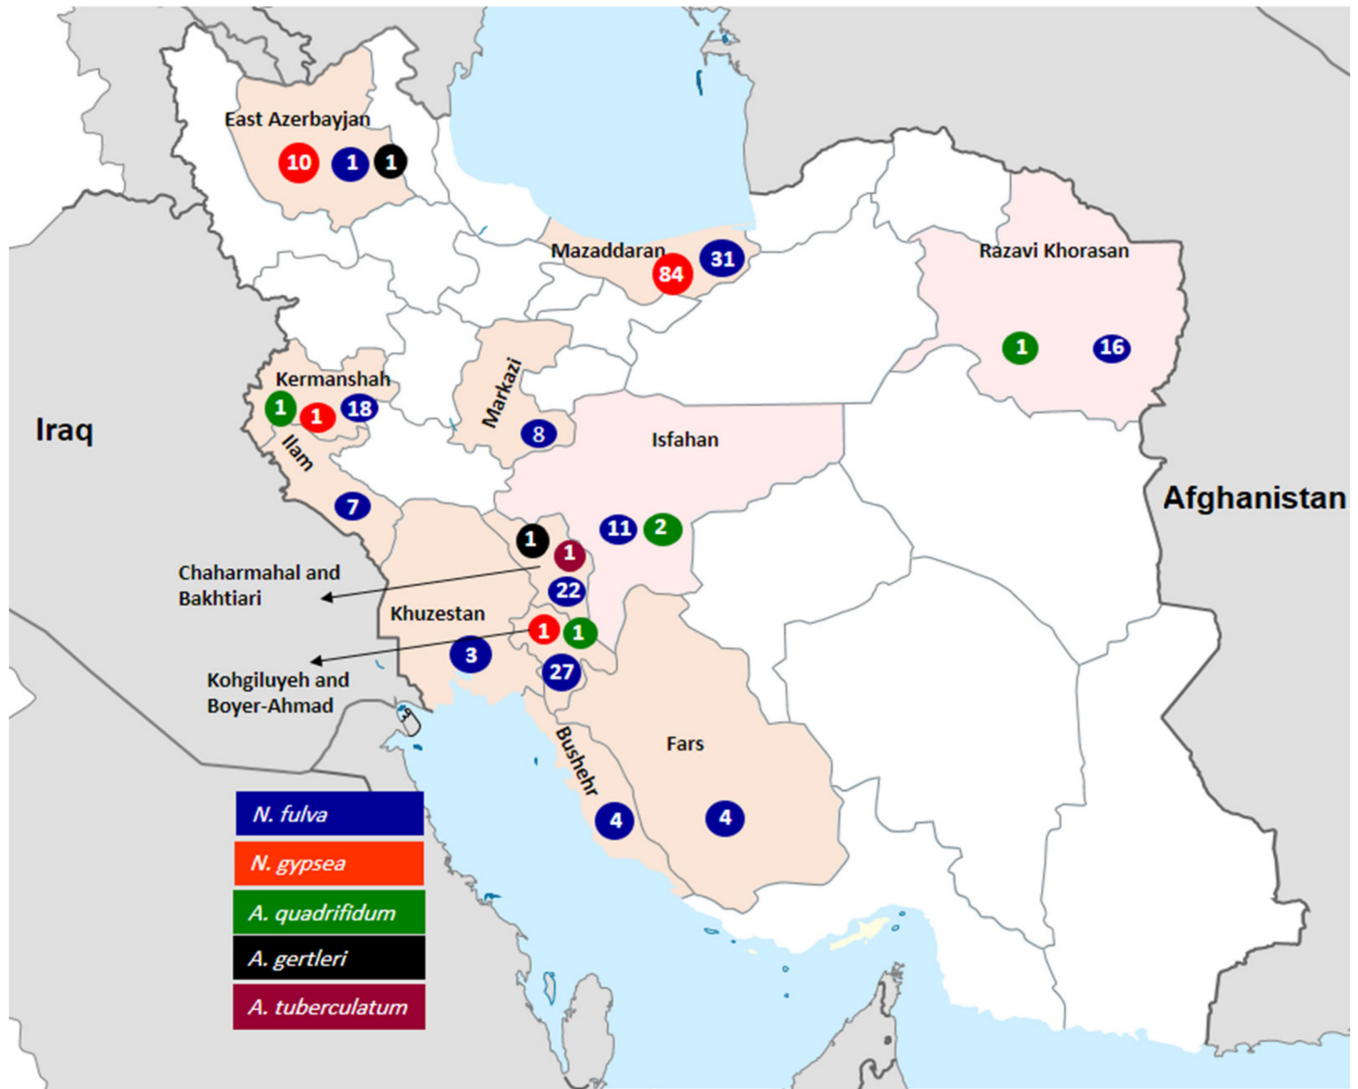 East Azerbayjan
10 1 1
Mazaddaran
31
84
Razavi Khorasan
1 16
Kermanshah
1 1 18
Markazi
8
Iraq
Ilam
7
Isfahan
11 2
Afghanistan
1
1
22
Chaharmahal and
Bakhtiari
Khuzestan
3
1 1
27
Kohgiluyeh and
Boyer-Ahmad
Bushehr
4
Fars
4
N. fulva
N. gypsea
A. quadrifidum
A. gertleri
A. tuberculatum